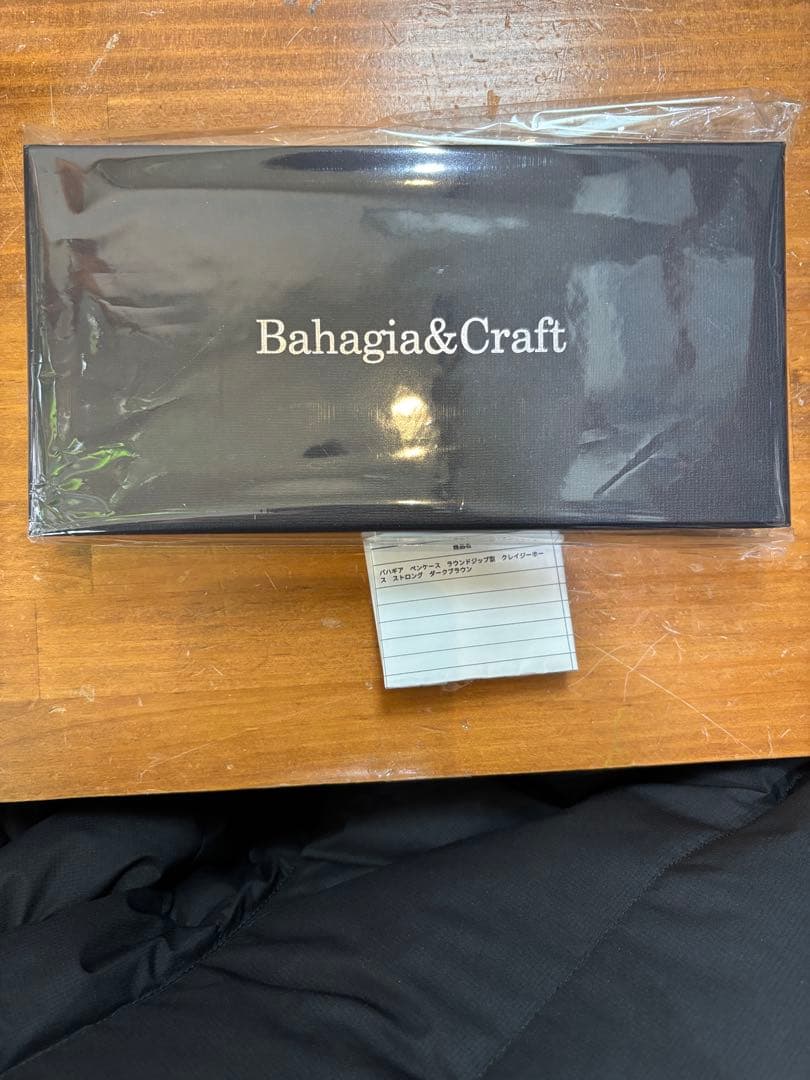 Bahagia&Craft
商品名
バハギア ペンケース ラウンドジップ型 クレイジーホー
ス ストロング ダークブラウン